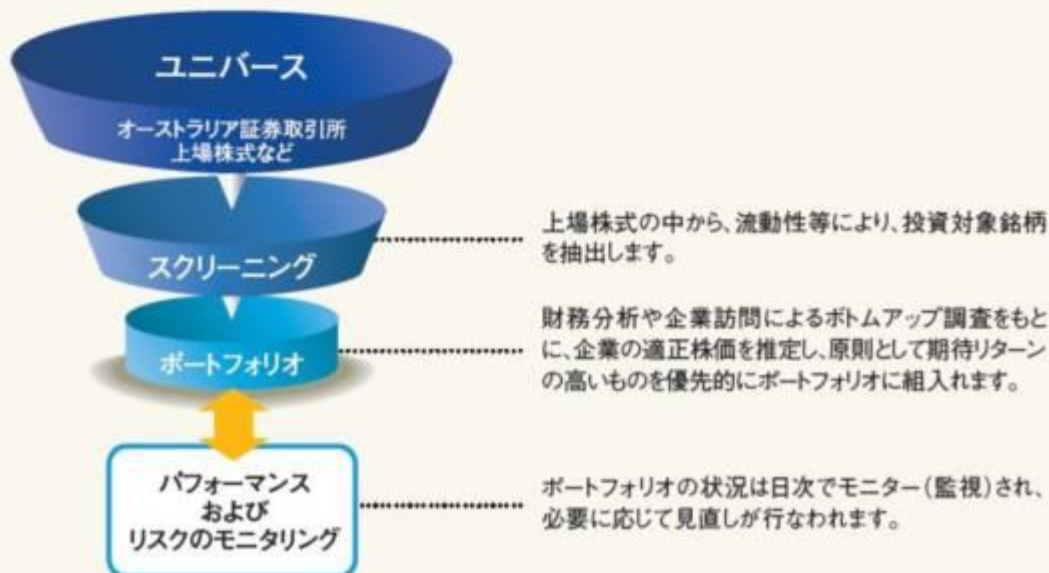 ユニバース
オーストラリア証券取引所
上場株式など
スクリーニング
上場株式の中から、流動性等により、投資対象銘柄
を抽出します。
ポートフォリオ
財務分析や企業訪問によるボトムアップ調査をもと
に、企業の適正株価を推定し、原則として期待リターン
の高いものを優先的にポートフォリオに組入れます。
パフォーマンス
および
リスクのモニタリング
ポートフォリオの状況は日次でモニター(監視)され、
必要に応じて見直しが行なわれます。